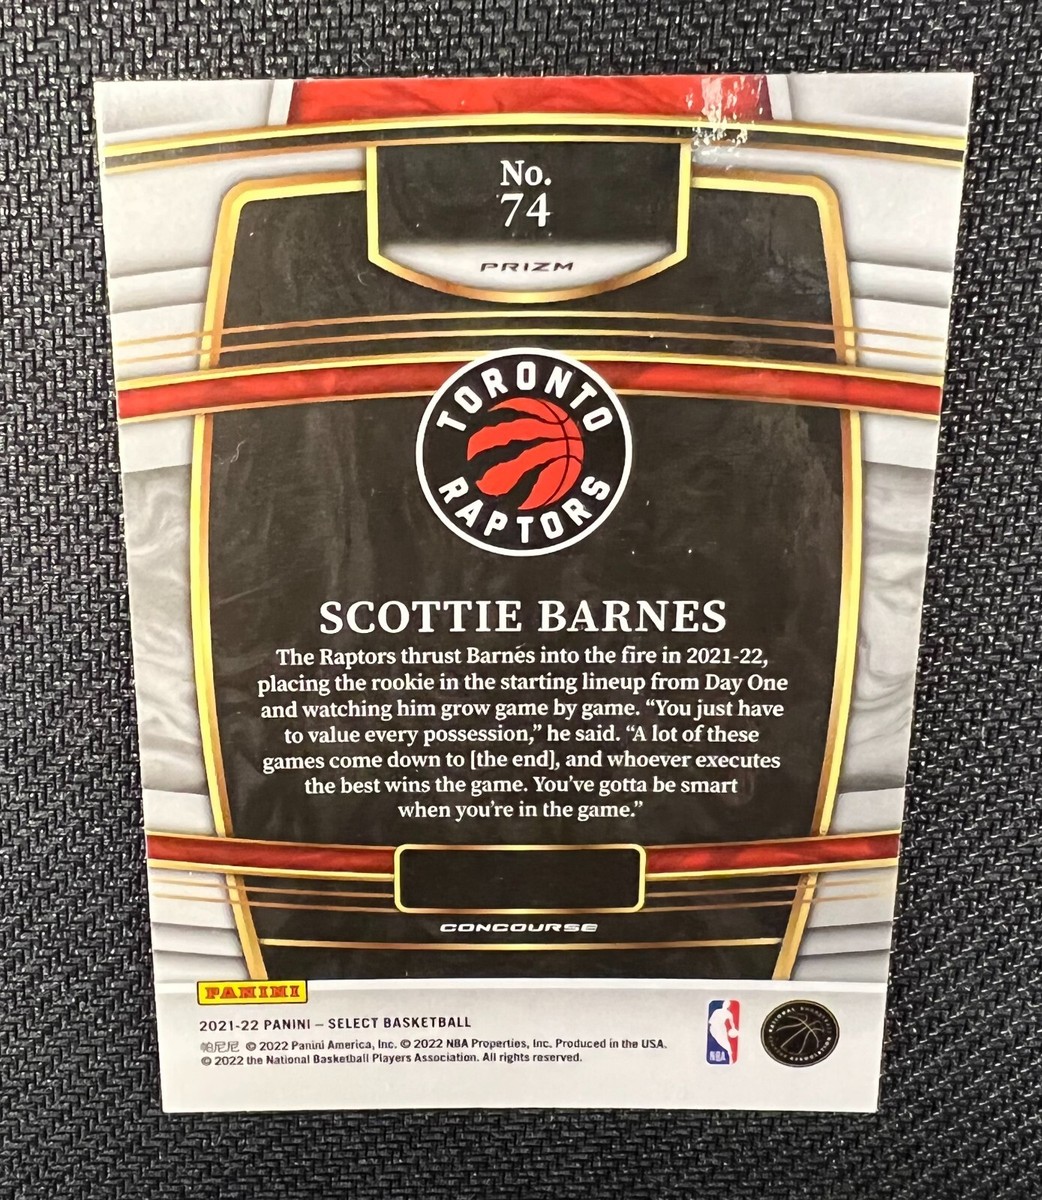 No.
74
PRIZM
TORONTO
RAPTORS
SCOTTIE BARNES
The Raptors thrust Barnes into the fire in 2021-22,
placing the rookie in the starting lineup from Day One
and watching him grow game by game. “You just have
to value every possession,” he said. “A lot of these
games come down to [the end], and whoever executes
the best wins the game. You’ve gotta be smart
when you’re in the game.”
CONCOURSE
PANINI
2021-22 PANINI – SELECT BASKETBALL
帕尼尼 © 2022 Panini America, Inc. © 2022 NBA Properties, Inc. Produced in the USA.
© 2022 the National Basketball Players Association. All rights reserved.
NBA